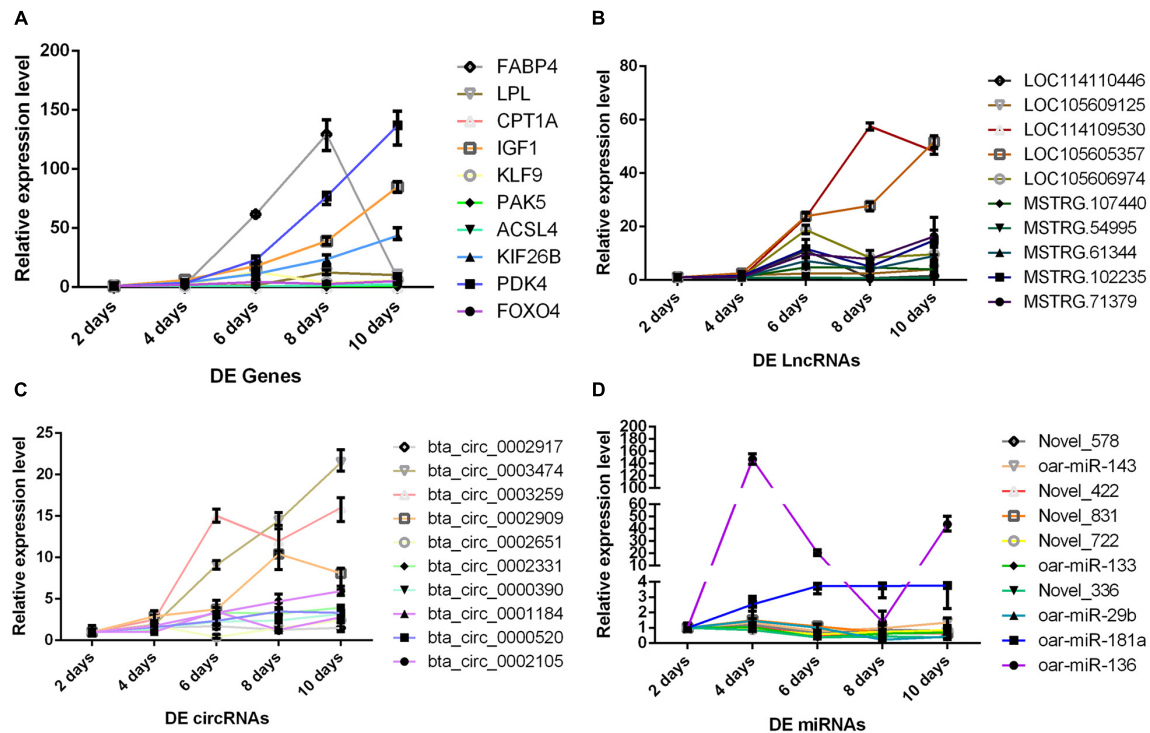 A
Relative expression level
200
150
100
50
0
2 days
4 days
6 days
8 days
10 days
DE Genes
FABP4
LPL
CPT1A
IGF1
KLF9
PAK5
ACSL4
KIF26B
PDK4
FOXO4
B
Relative expression level
80
60
40
20
0
2 days
4 days
6 days
8 days
10 days
DE LncRNAs
LOC114110446
LOC105609125
LOC114109530
LOC105605357
LOC105606974
MSTRG.107440
MSTRG.54995
MSTRG.61344
MSTRG.102235
MSTRG.71379
C
Relative expression level
25
20
15
10
5
0
2 days
4 days
6 days
8 days
10 days
DE circRNAs
bta_circ_0002917
bta_circ_0003474
bta_circ_0003259
bta_circ_0002909
bta_circ_0002651
bta_circ_0002331
bta_circ_0000390
bta_circ_0001184
bta_circ_0000520
bta_circ_0002105
D
Relative expression level
200
180
160
140
120
100
60
50
40
30
20
10
4
3
2
1
0
2 days
4 days
6 days
8 days
10 days
DE miRNAs
Novel_578
oar-miR-143
Novel_422
Novel_831
Novel_722
oar-miR-133
Novel_336
oar-miR-29b
oar-miR-181a
oar-miR-136